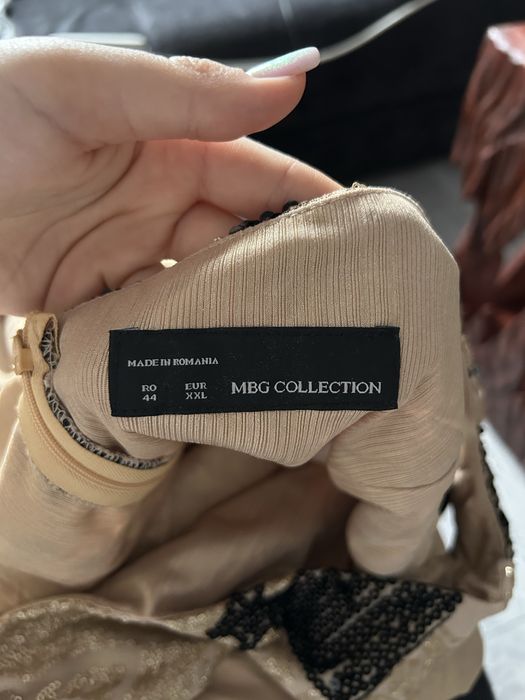 MADE IN ROMANIA
RO EUR MBG COLLECTION
44 XXL